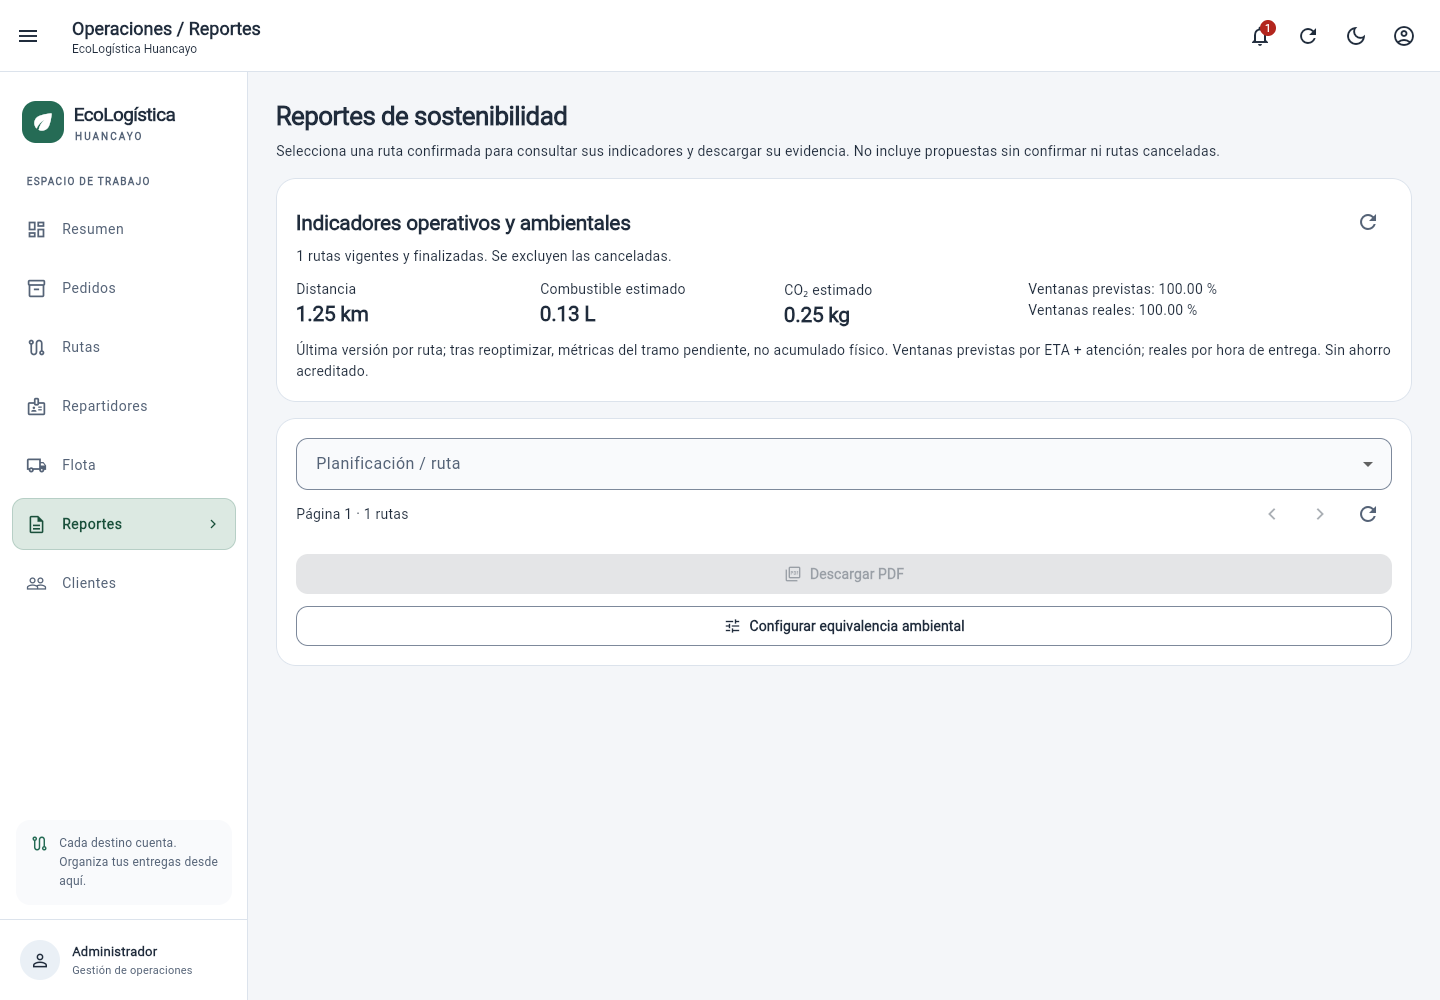 Operaciones / Reportes
EcoLogística Huancayo
1
EcoLogística
HUANCAYO
ESPACIO DE TRABAJO
Resumen
Pedidos
Rutas
Repartidores
Flota
Reportes
Clientes
Cada destino cuenta.
Organiza tus entregas desde
aquí.
Administrador
Gestión de operaciones
Reportes de sostenibilidad
Selecciona una ruta confirmada para consultar sus indicadores y descargar su evidencia. No incluye propuestas sin confirmar ni rutas canceladas.
Indicadores operativos y ambientales
1 rutas vigentes y finalizadas. Se excluyen las canceladas.
Distancia
1.25 km
Combustible estimado
0.13 L
CO₂ estimado
0.25 kg
Ventanas previstas: 100.00 %
Ventanas reales: 100.00 %
Última versión por ruta; tras reoptimizar, métricas del tramo pendiente, no acumulado físico. Ventanas previstas por ETA + atención; reales por hora de entrega. Sin ahorro
acreditado.
Planificación / ruta
Página 1 · 1 rutas
Descargar PDF
Configurar equivalencia ambiental